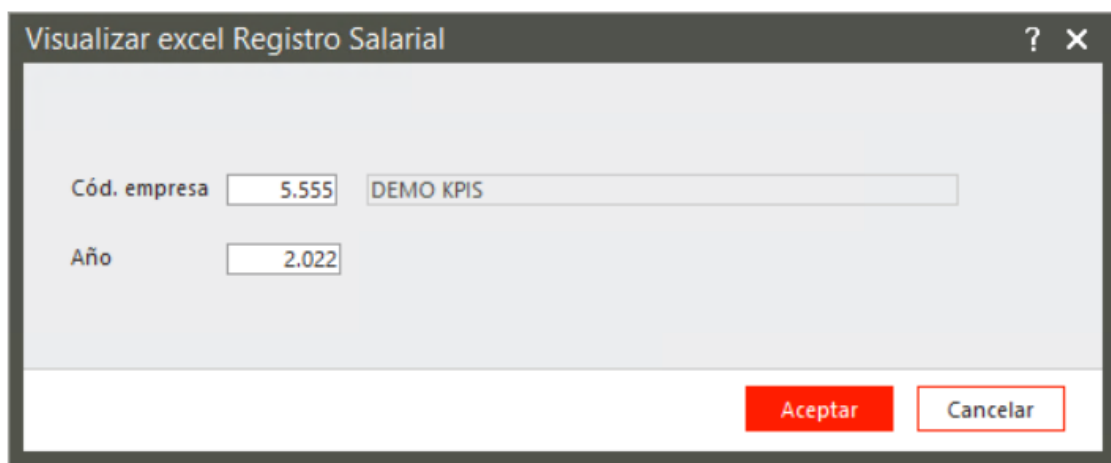 Visualizar excel Registro Salarial ? ×
Cód. empresa 5.555 DEMO KPIS
Año 2.022
Aceptar Cancelar